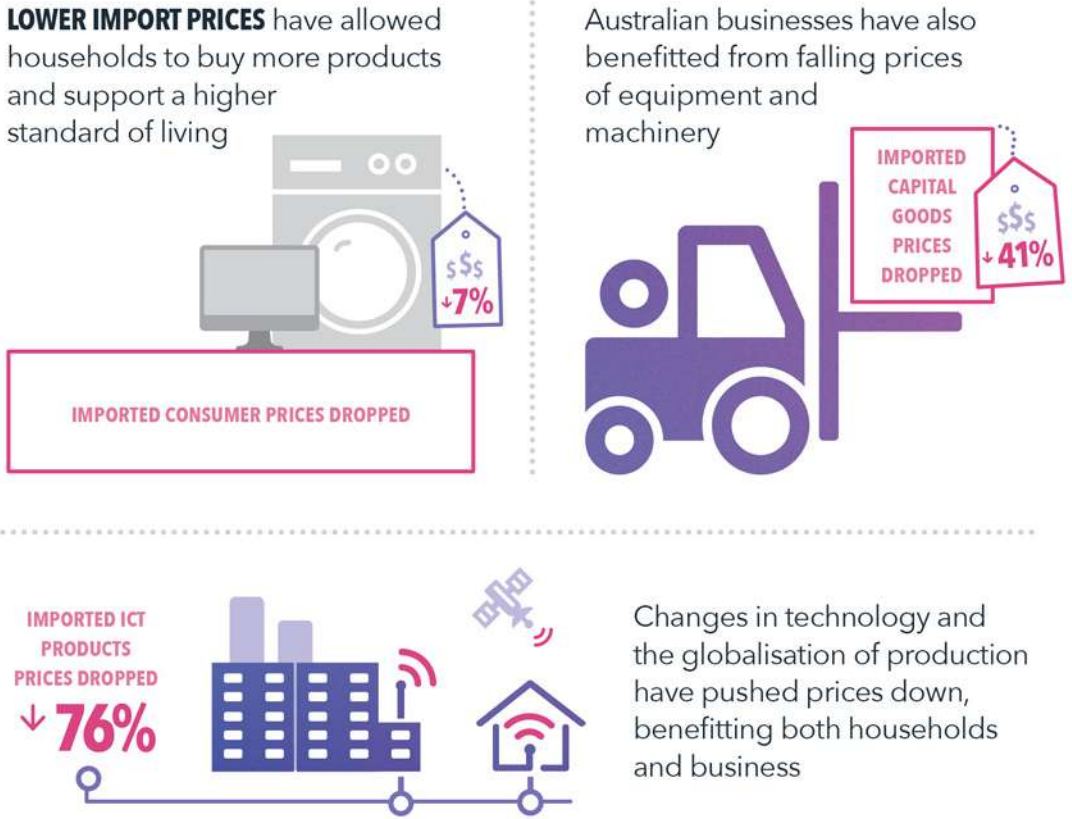 LOWER IMPORT PRICES have allowed
households to buy more products
and support a higher
standard of living
$$$
↓7%
IMPORTED CONSUMER PRICES DROPPED
Australian businesses have also
benefitted from falling prices
of equipment and
machinery
IMPORTED
CAPITAL
GOODS
PRICES
DROPPED
$$$
↓41%
IMPORTED ICT
PRODUCTS
PRICES DROPPED
↓76%
Changes in technology and
the globalisation of production
have pushed prices down,
benefitting both households
and business